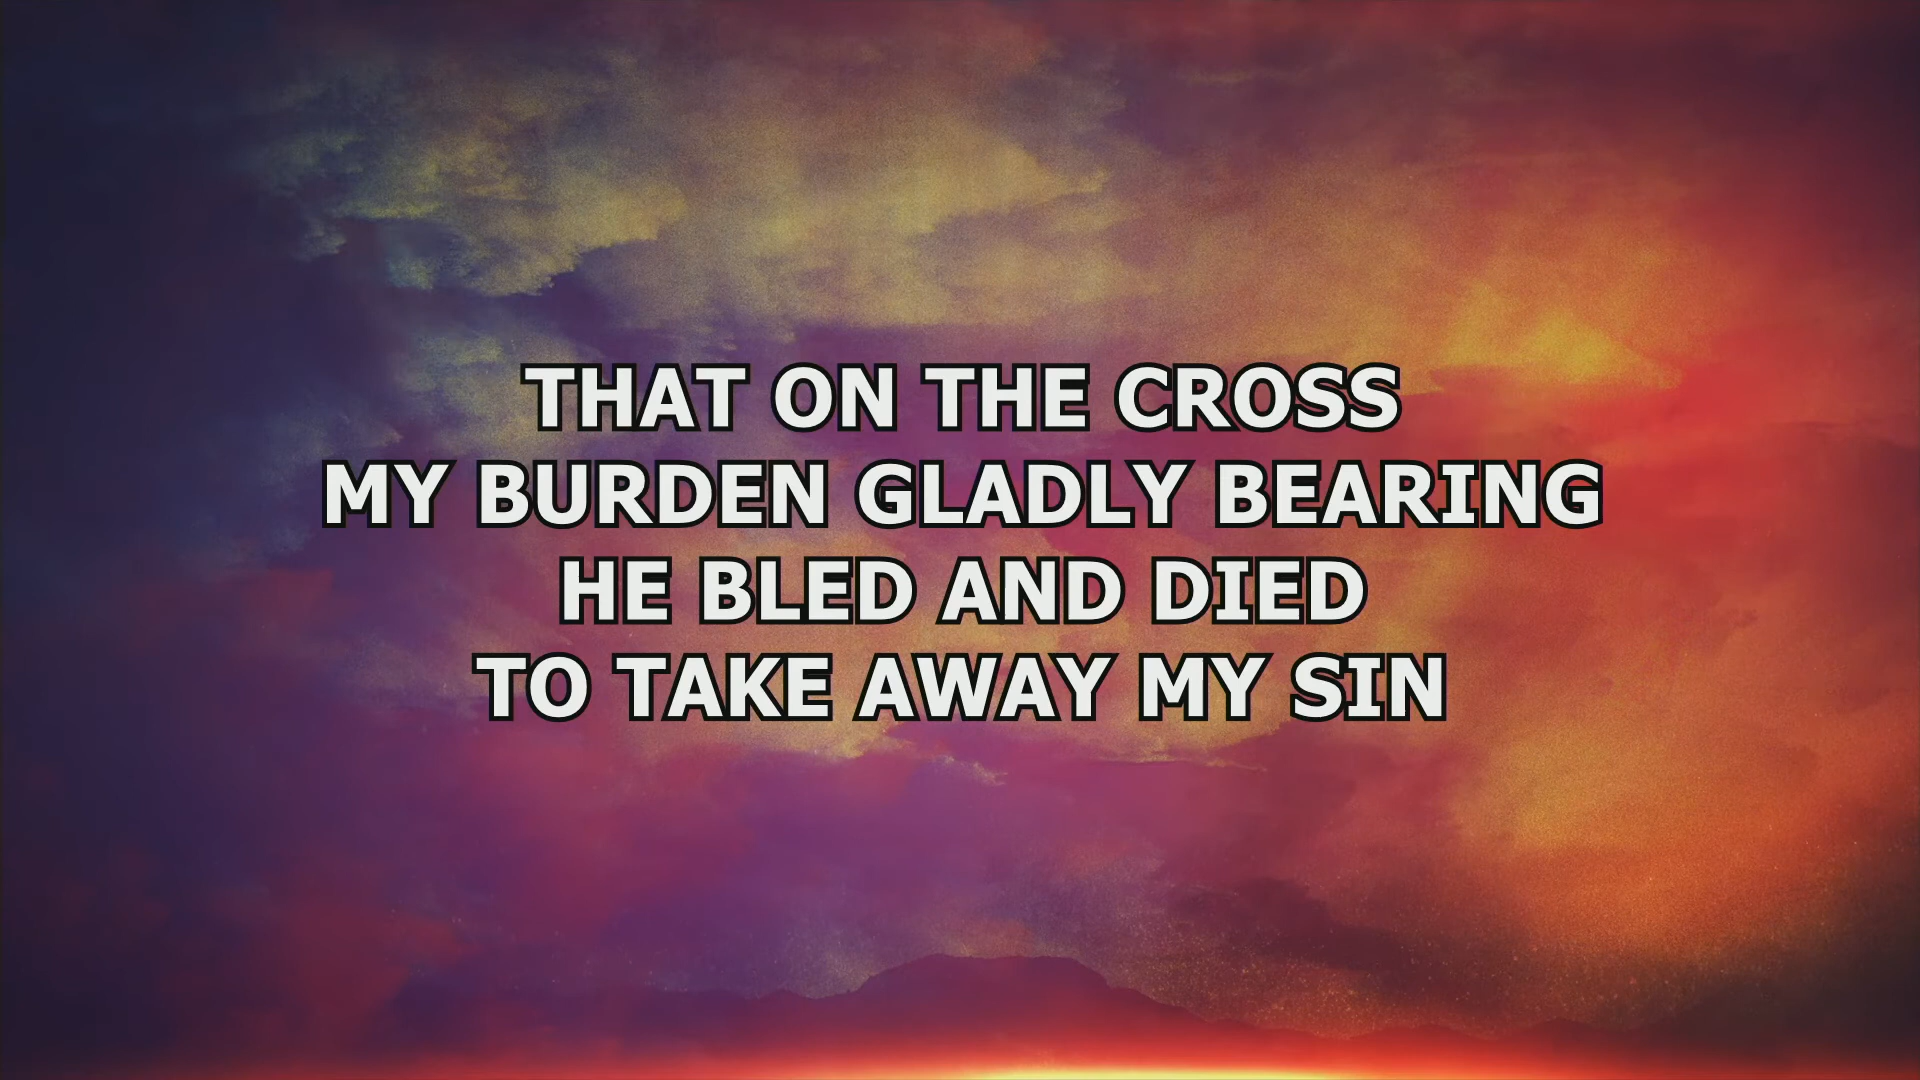 THAT ON THE CROSS
MY BURDEN GLADLY BEARING
HE BLED AND DIED
TO TAKE AWAY MY SIN